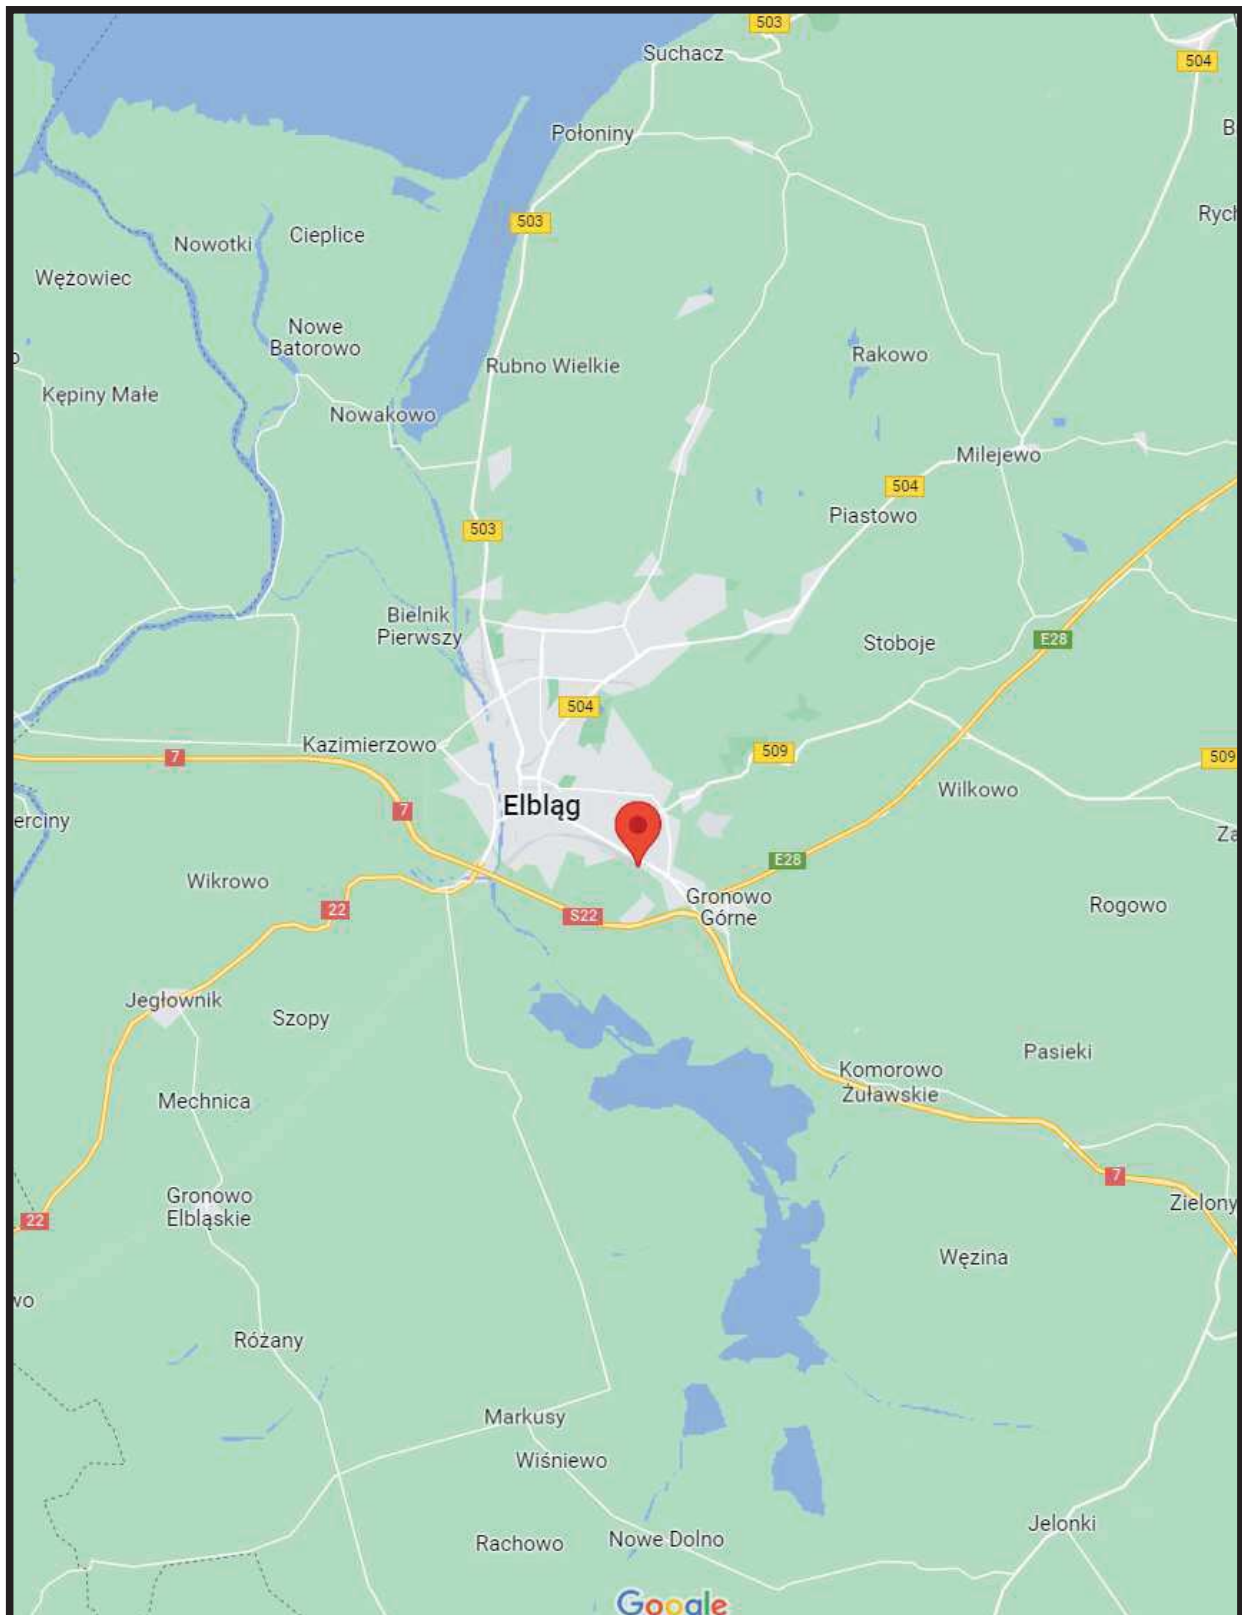 503
Suchacz
504
Połoniny
B
Rych
503
Nowotki
Cieplice
Wężowiec
Nowe
Batorowo
Rakowo
Rubno Wielkie
Kępiny Małe
Nowakowo
Milejewo
504
Piastowo
503
Bielnik
Pierwszy
Stoboje
E28
504
Kazimierzowo
7
509
509
Wilkowo
7
Elbląg
erciny
Za
E28
Wikrowo
Gronowo
Górne
22
S22
Rogowo
Jegłownik
Szopy
Pasieki
Komorowo
Żuławskie
Mechnica
7
Gronowo
Elbląskie
Zielony
22
Węzina
wo
Różany
Markusy
Wiśniewo
Jelonki
Rachowo
Nowe Dolno
Google